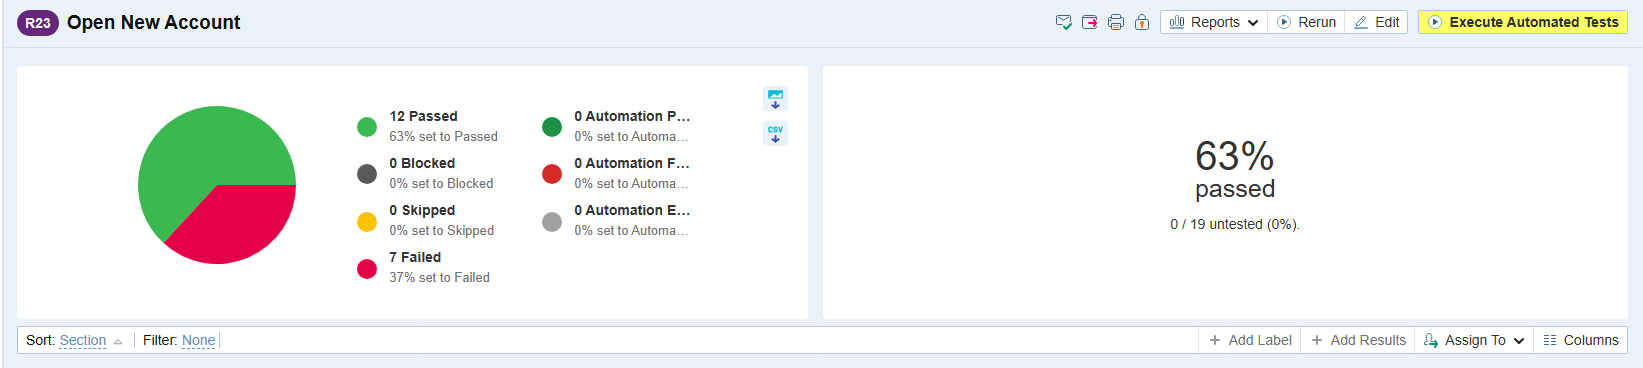 R23 Open New Account
Reports Rerun Edit Execute Automated Tests
12 Passed
63% set to Passed
0 Blocked
0% set to Blocked
0 Skipped
0% set to Skipped
7 Failed
37% set to Failed
0 Automation P...
0% set to Automa...
0 Automation F...
0% set to Automa...
0 Automation E...
0% set to Automa...
CSV
63%
passed
0 / 19 untested (0%).
Sort: Section Filter: None + Add Label + Add Results Assign To Columns